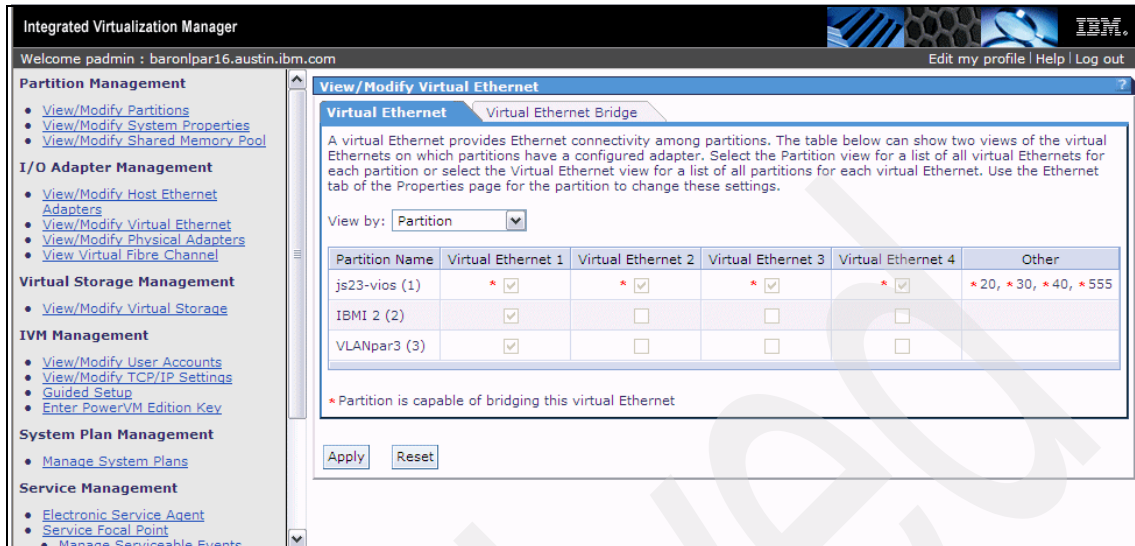 Integrated Virtualization Manager
IBM.
Welcome padmin : baronlpar16.austin.ibm.com
Edit my profile | Help | Log out
Partition Management
View/Modify Partitions
View/Modify System Properties
View/Modify Shared Memory Pool
I/O Adapter Management
View/Modify Host Ethernet
Adapters
View/Modify Virtual Ethernet
View/Modify Physical Adapters
View Virtual Fibre Channel
Virtual Storage Management
View/Modify Virtual Storage
IVM Management
View/Modify User Accounts
View/Modify TCP/IP Settings
Guided Setup
Enter PowerVM Edition Key
System Plan Management
Manage System Plans
Service Management
Electronic Service Agent
Service Focal Point
Manage Serviceable Events
View/Modify Virtual Ethernet ?
Virtual Ethernet Virtual Ethernet Bridge
A virtual Ethernet provides Ethernet connectivity among partitions. The table below can show two views of the virtual
Ethernets on which partitions have a configured adapter. Select the Partition view for a list of all virtual Ethernets for
each partition or select the Virtual Ethernet view for a list of all partitions for each virtual Ethernet. Use the Ethernet
tab of the Properties page for the partition to change these settings.
View by: Partition
Partition Name Virtual Ethernet 1 Virtual Ethernet 2 Virtual Ethernet 3 Virtual Ethernet 4 Other
js23-vios (1) * * * * *20, *30, *40, *555
IBMI 2 (2)
VLANpar3 (3)
* Partition is capable of bridging this virtual Ethernet
Apply Reset